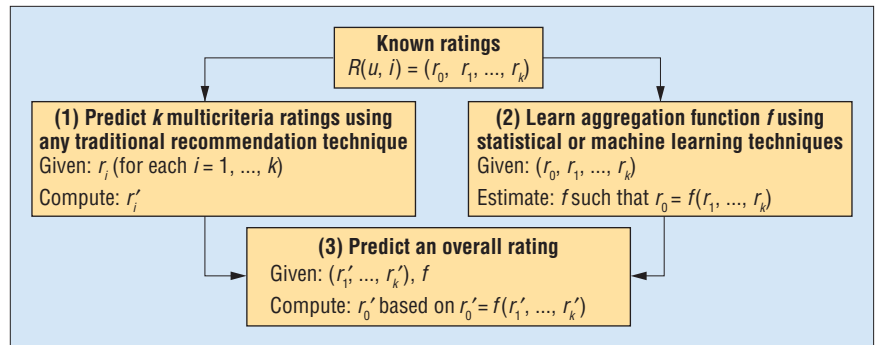 Known ratings
R(u, i) = (r₀, r₁, ..., rₖ)
(1) Predict k multicriteria ratings using
any traditional recommendation technique
Given: rᵢ (for each i = 1, ..., k)
Compute: rᵢ′
(2) Learn aggregation function f using
statistical or machine learning techniques
Given: (r₀, r₁, ..., rₖ)
Estimate: f such that r₀ = f(r₁, ..., rₖ)
(3) Predict an overall rating
Given: (r₁′, ..., rₖ′), f
Compute: r₀′ based on r₀′ = f(r₁′, ..., rₖ′)